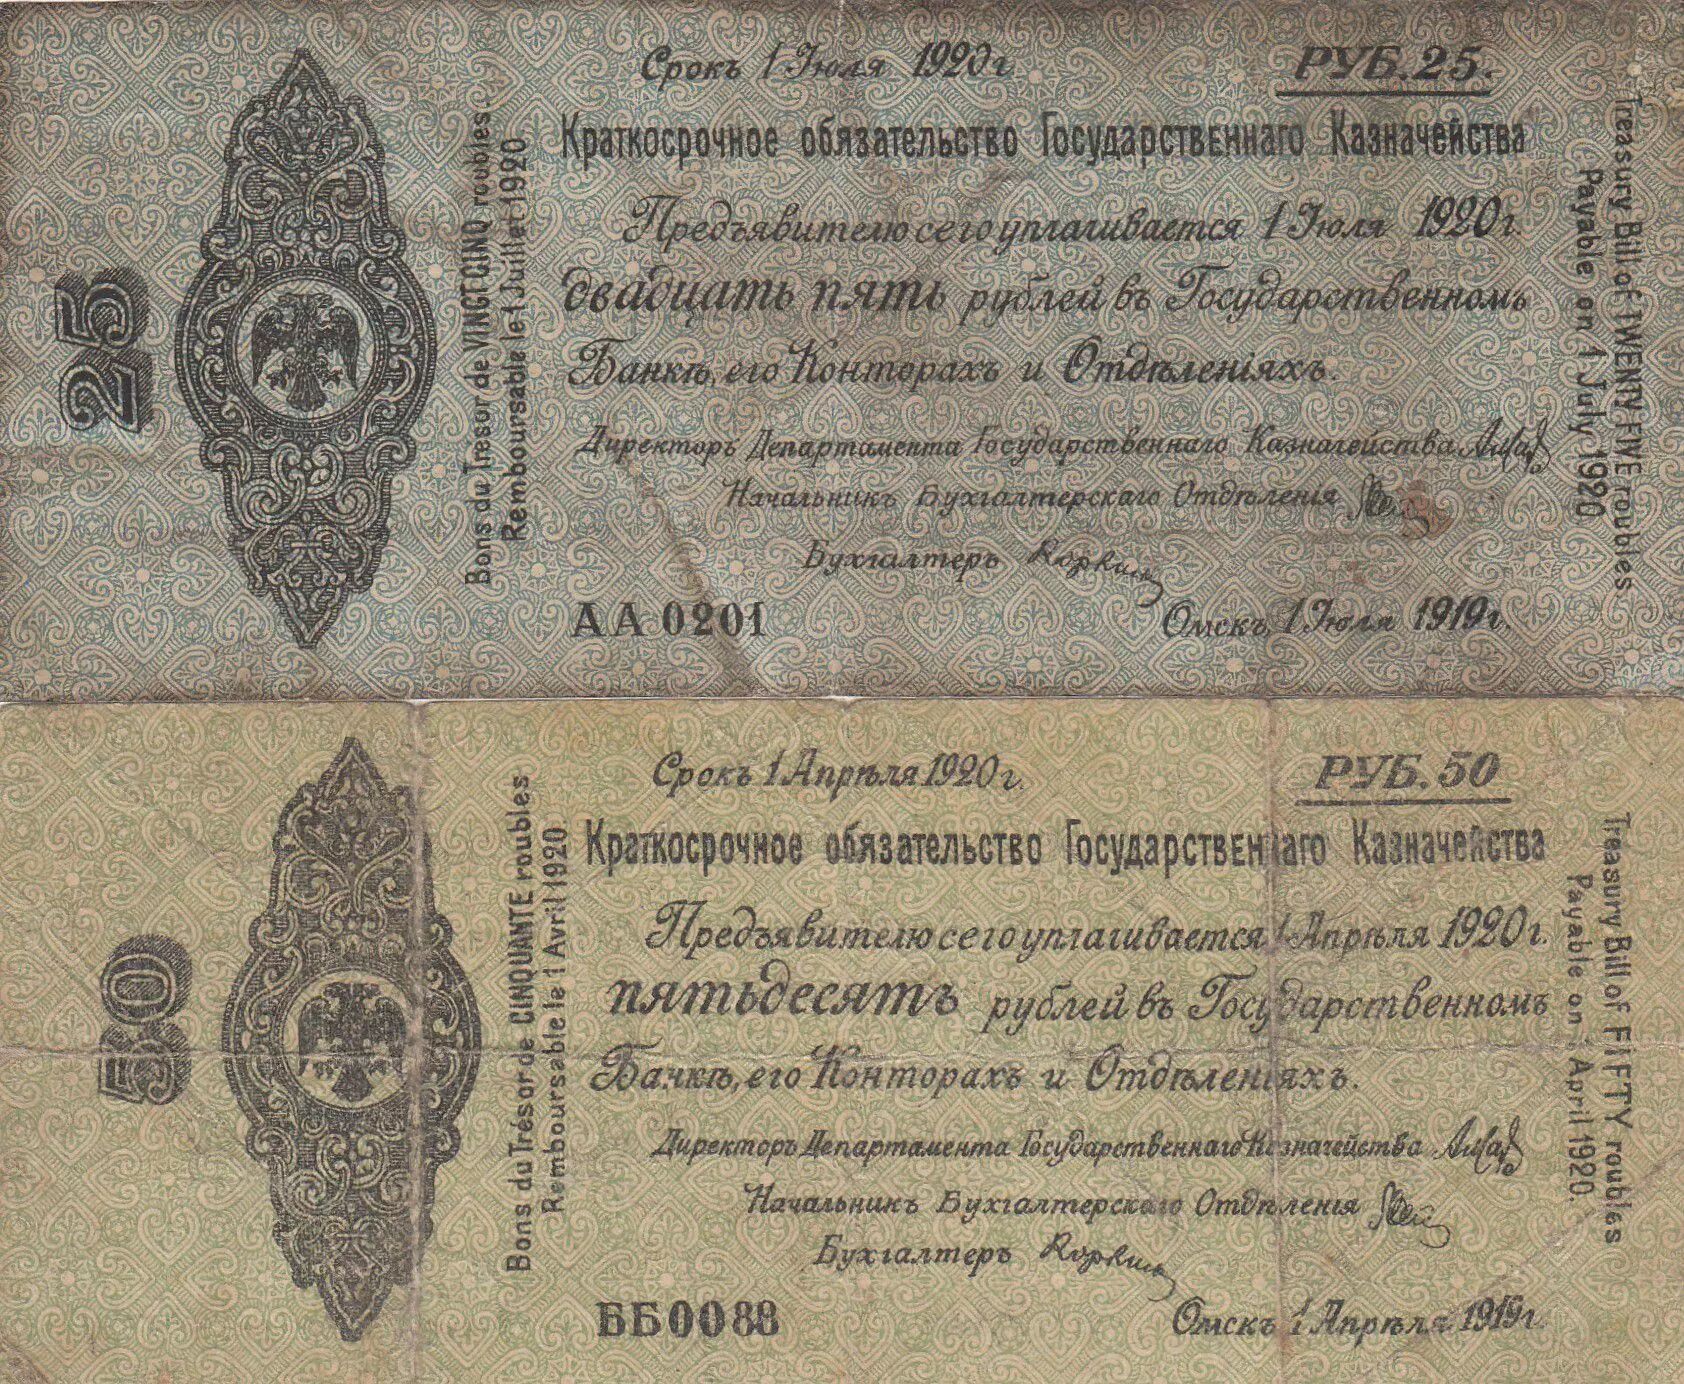 25
Bons du Trésor de VINGT CINQ roubles.
Remboursable le 1 Juillet 1920
Срокъ 1 Іюля 1920 г.
РУБ. 25.
Краткосрочное обязательство Государственнаго Казначейства
Предъявителю сего уплачивается 1 Іюля 1920 г.
двадцать пять рублей въ Государственномъ
Банкѣ, его Конторахъ и Отдѣленіяхъ.
Директоръ Департамента Государственнаго Казначейства
Начальникъ Бухгалтерскаго Отдѣленія
Бухгалтеръ
АА 0201
Омскъ, 1 Іюля 1919 г.
Treasury Bill of TWENTY FIVE roubles
Payable on 1 July 1920
50
Bons du Trésor de CINQUANTE roubles
Remboursable le 1 Avril 1920
Срокъ 1 Апрѣля 1920 г.
РУБ. 50
Краткосрочное обязательство Государственнаго Казначейства
Предъявителю сего уплачивается 1 Апрѣля 1920 г.
пятьдесятъ рублей въ Государственномъ
Банкѣ, его Конторахъ и Отдѣленіяхъ.
Директоръ Департамента Государственнаго Казначейства
Начальникъ Бухгалтерскаго Отдѣленія
Бухгалтеръ
ББ0088
Омскъ 1 Апрѣля 1919 г.
Treasury Bill of FIFTY roubles
Payable on 1 April 1920.